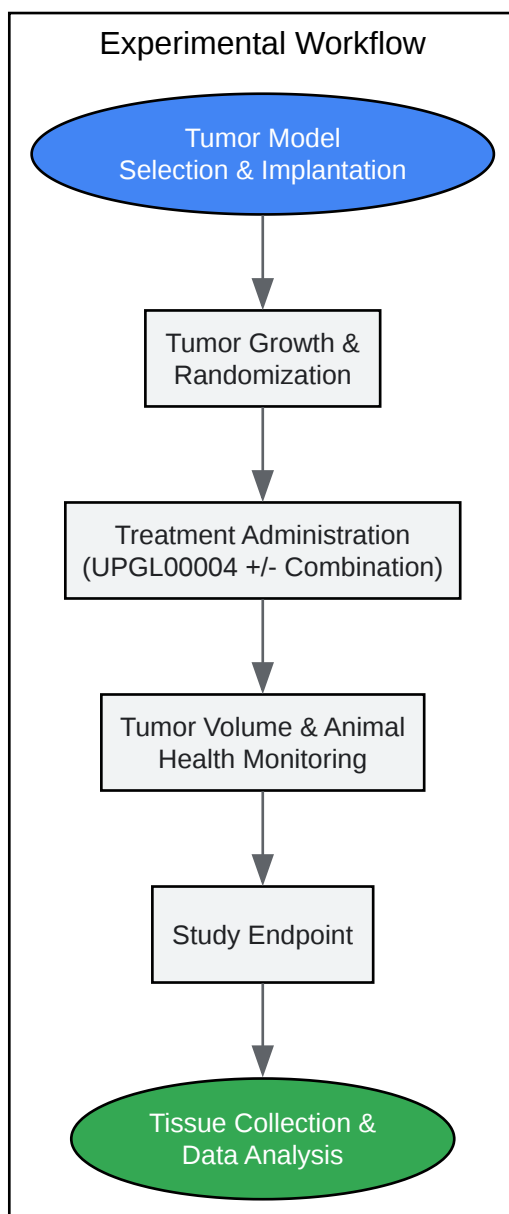 Experimental Workflow
Tumor Model
Selection & Implantation
Tumor Growth &
Randomization
Treatment Administration
(UPGL00004 +/- Combination)
Tumor Volume & Animal
Health Monitoring
Study Endpoint
Tissue Collection &
Data Analysis